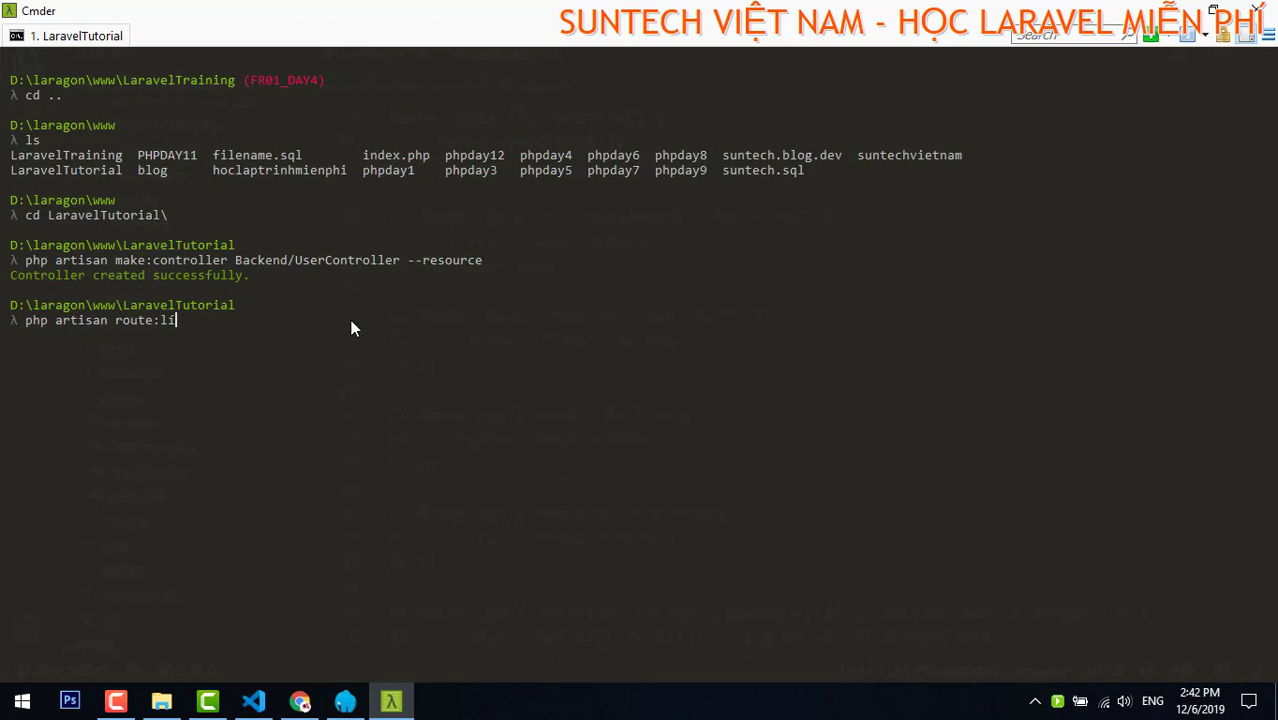 Cmder
SUNTECH VIỆT NAM - HỌC LARAVEL MIỄN PHÍ
1. LaravelTutorial
Search
D:\laragon\www\LaravelTraining (FR01_DAY4)
λ cd ..
D:\laragon\www
λ ls
LaravelTraining PHPDAY11 filename.sql index.php phpday12 phpday4 phpday6 phpday8 suntech.blog.dev suntechvietnam
LaravelTutorial blog hoclaptrinhmienphi phpday1 phpday3 phpday5 phpday7 phpday9 suntech.sql
D:\laragon\www
λ cd LaravelTutorial\
D:\laragon\www\LaravelTutorial
λ php artisan make:controller Backend/UserController --resource
Controller created successfully.
D:\laragon\www\LaravelTutorial
λ php artisan route:lí
Ps
ENG
2:42 PM
12/6/2019